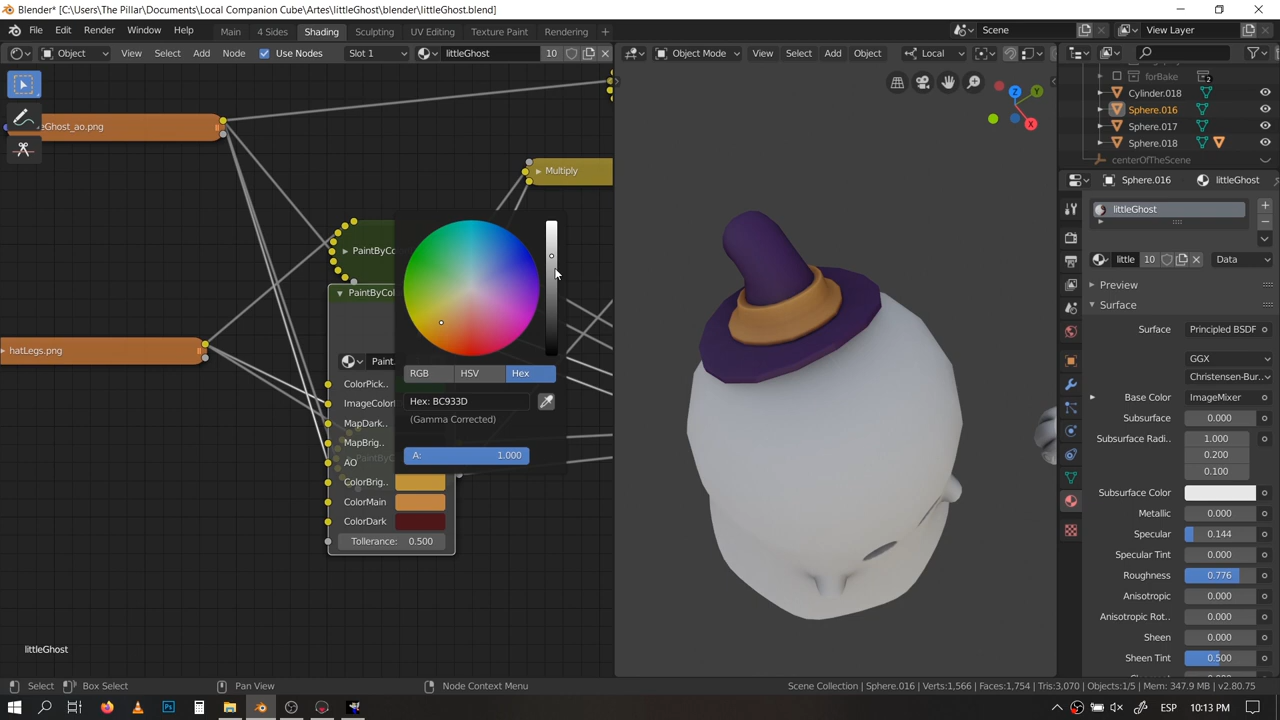 Blender* [C:\Users\The Pillar\Documents\Local Companion Cube\Artes\littleGhost\blender\littleGhost.blend]
File Edit Render Window Help Main 4 Sides Shading Sculpting UV Editing Texture Paint Rendering + Scene View Layer
Object View Select Add Node Use Nodes Slot 1 littleGhost 10 Object Mode View Select Add Object Local
forBake 2
Cylinder.018
Sphere.016
Sphere.017
Sphere.018
centerOfTheScene
eGhost_ao.png
Multiply
PaintByCo
PaintByCol
hatLegs.png
Paint
ColorPick..
ImageColor
MapDark..
MapBrig..
AO
ColorBrig..
ColorMain
ColorDark
Tollerance: 0.500
RGB HSV Hex
Hex: BC933D
(Gamma Corrected)
A: 1.000
littleGhost
Sphere.016 littleGhost
littleGhost
little 10 Data
Preview
Surface
Surface Principled BSDF
GGX
Christensen-Bur..
Base Color ImageMixer
Subsurface 0.000
Subsurface Radi.. 1.000
0.200
0.100
Subsurface Color
Metallic 0.000
Specular 0.144
Specular Tint 0.000
Roughness 0.776
Anisotropic 0.000
Anisotropic Rot.. 0.000
Sheen 0.000
Sheen Tint 0.500
Select Box Select Pan View Node Context Menu Scene Collection | Sphere.016 | Verts:1,566 | Faces:1,754 | Tris:3,070 | Objects:1/5 | Mem: 347.9 MB | v2.80.75
ESP 10:13 PM